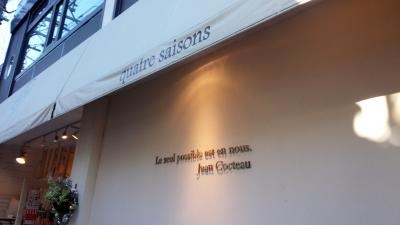 quatre saisons
Le seul possible est en nous.
Jean Cocteau